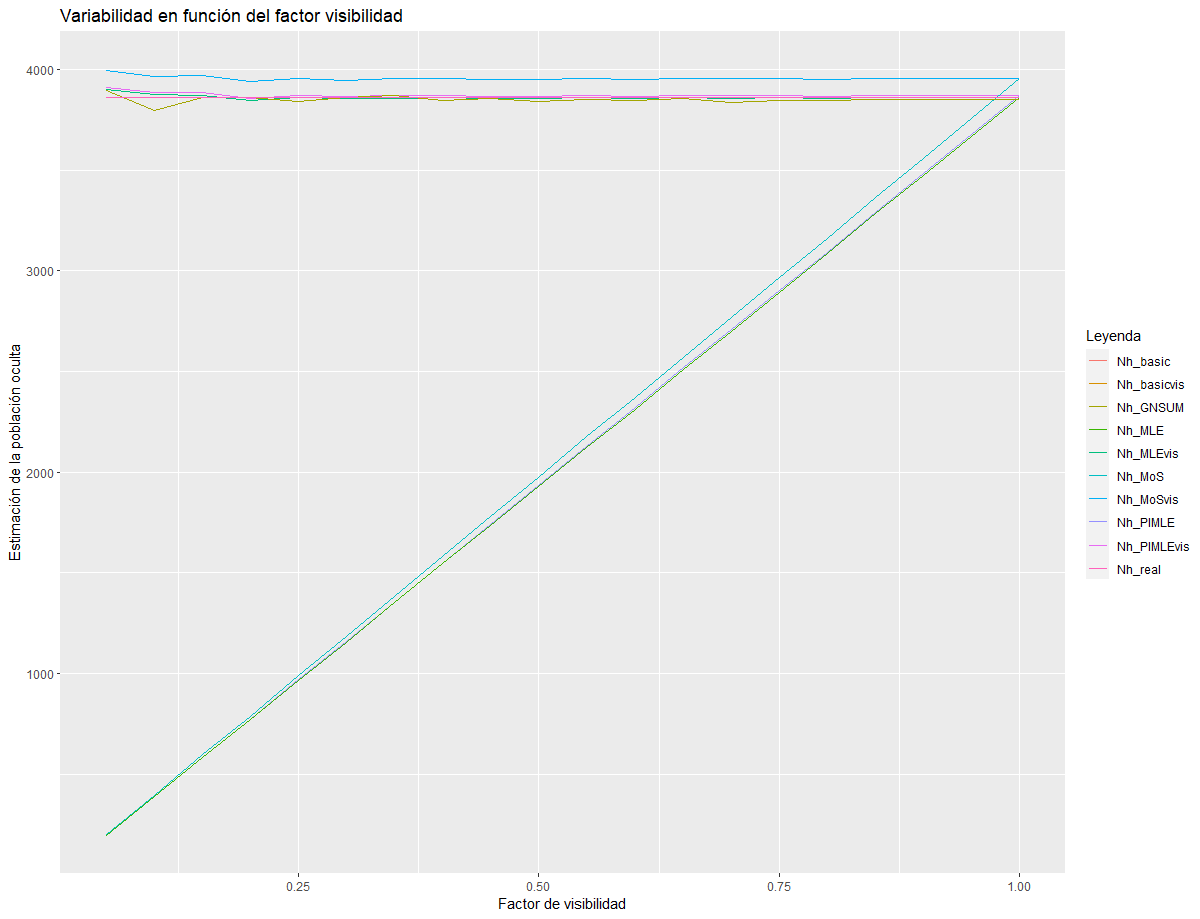 Variabilidad en función del factor visibilidad
Estimación de la población oculta
4000
3000
2000
1000
0.25
0.50
0.75
1.00
Factor de visibilidad
Leyenda
Nh_basic
Nh_basicvis
Nh_GNSUM
Nh_MLE
Nh_MLEvis
Nh_MoS
Nh_MoSvis
Nh_PIMLE
Nh_PIMLEvis
Nh_real